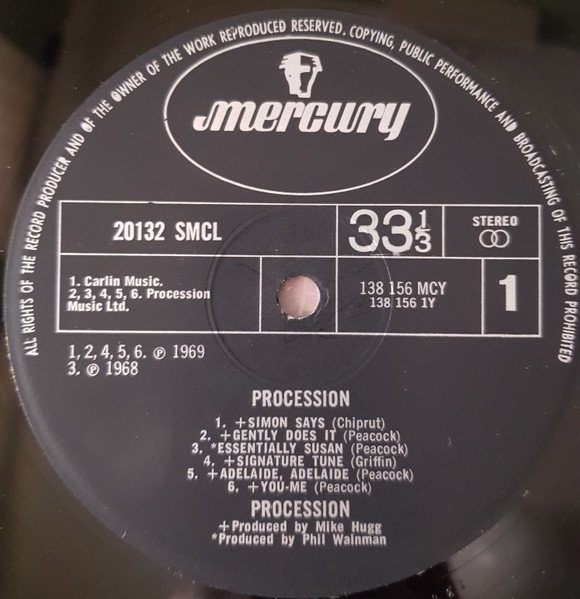 ALL RIGHTS OF THE RECORD PRODUCER AND OF THE OWNER OF THE WORK REPRODUCED RESERVED. COPYING, PUBLIC PERFORMANCE AND BROADCASTING OF THIS RECORD PROHIBITED
mercury
20132 SMCL
33 1/3
STEREO
1. Carlin Music.
2, 3, 4, 5, 6. Procession
Music Ltd.
138 156 MCY
138 156 1Y
1
1, 2, 4, 5, 6. ℗ 1969
3. ℗ 1968
PROCESSION
1. +SIMON SAYS (Chiprut)
2. +GENTLY DOES IT (Peacock)
3. *ESSENTIALLY SUSAN (Peacock)
4. +SIGNATURE TUNE (Griffin)
5. +ADELAIDE, ADELAIDE (Peacock)
6. +YOU-ME (Peacock)
PROCESSION
+Produced by Mike Hugg
*Produced by Phil Wainman